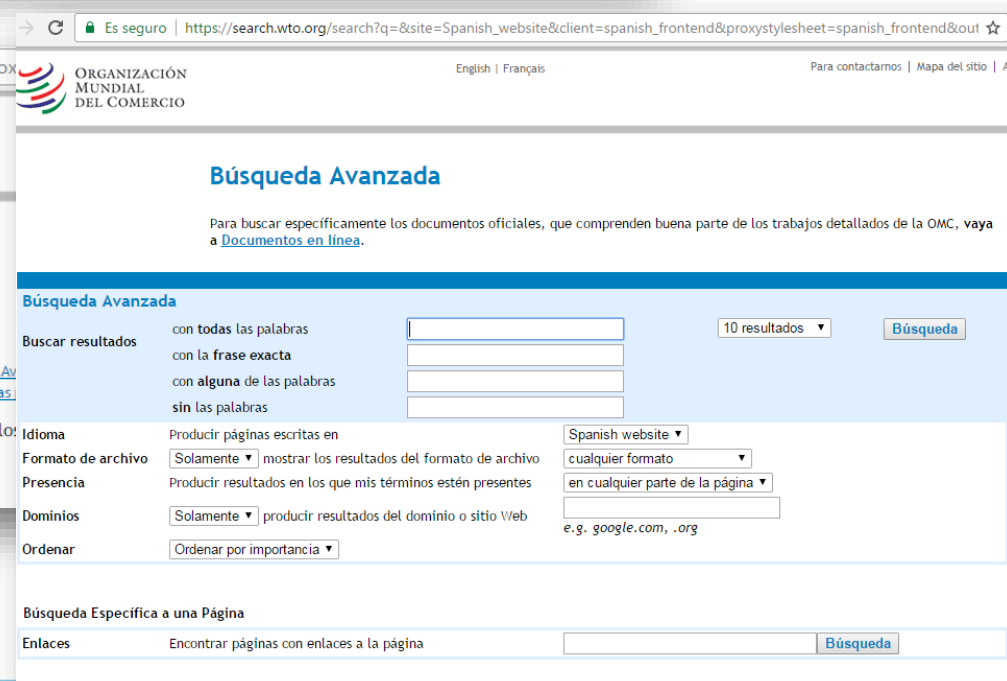 Es seguro | https://search.wto.org/search?q=&site=Spanish_website&client=spanish_frontend&proxystylesheet=spanish_frontend&out
ORGANIZACIÓN
MUNDIAL
DEL COMERCIO
English | Français
Para contactarnos | Mapa del sitio | A
Búsqueda Avanzada
Para buscar específicamente los documentos oficiales, que comprenden buena parte de los trabajos detallados de la OMC, vaya
a Documentos en línea.
Búsqueda Avanzada
Buscar resultados
con todas las palabras
10 resultados
Búsqueda
con la frase exacta
con alguna de las palabras
sin las palabras
Idioma Producir páginas escritas en Spanish website
Formato de archivo Solamente mostrar los resultados del formato de archivo cualquier formato
Presencia Producir resultados en los que mis términos estén presentes en cualquier parte de la página
Dominios Solamente producir resultados del dominio o sitio Web
e.g. google.com, .org
Ordenar Ordenar por importancia
Búsqueda Específica a una Página
Enlaces Encontrar páginas con enlaces a la página Búsqueda